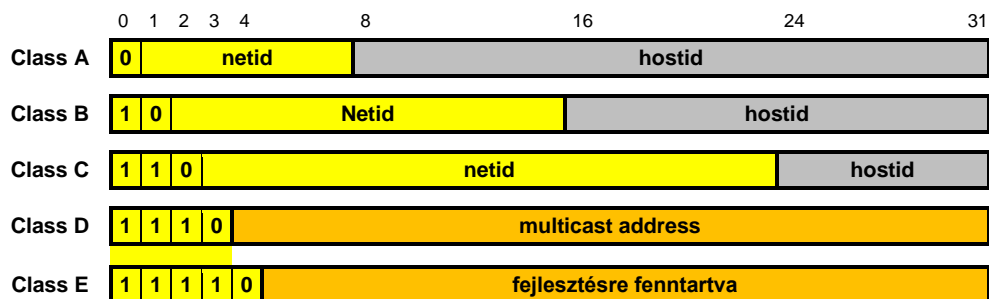 0 1 2 3 4 8 16 24 31
Class A 0 netid hostid
Class B 1 0 Netid hostid
Class C 1 1 0 netid hostid
Class D 1 1 1 0 multicast address
Class E 1 1 1 1 0 fejlesztésre fenntartva